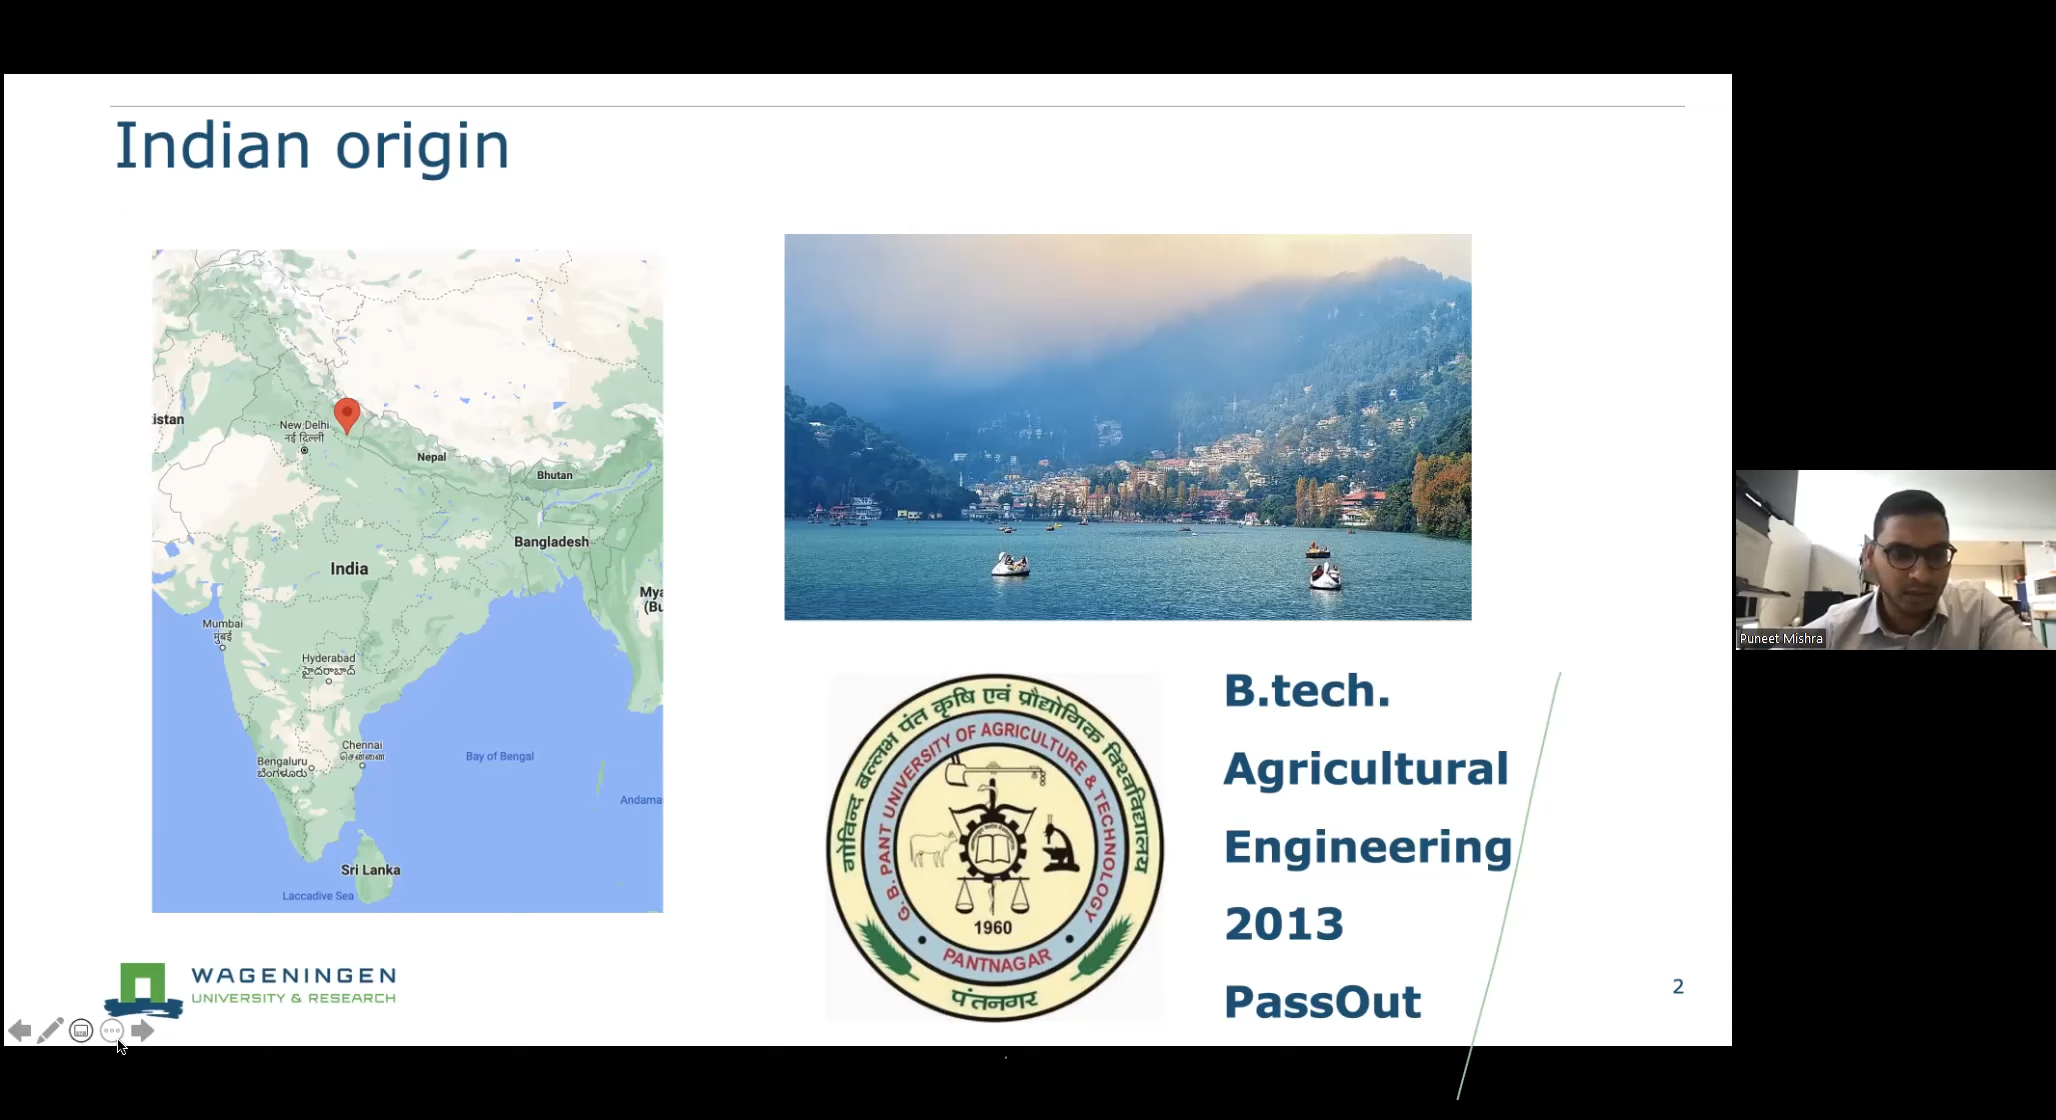 Indian origin
istan
New Delhi
नई दिल्ली
Nepal
Bhutan
Bangladesh
India
Mya
(Bu
Mumbai
मुंबई
Hyderabad
హైదరాబాద్
Chennai
சென்னை
Bengaluru
ಬೆಂಗಳೂರು
Bay of Bengal
Andama
Sri Lanka
Laccadive Sea
गोविन्द बल्लभ पंत कृषि एवं प्रौद्योगिक विश्वविद्यालय
G. B. PANT UNIVERSITY OF AGRICULTURE & TECHNOLOGY
1960
PANTNAGAR
पंतनगर
B.tech.
Agricultural
Engineering
2013
PassOut
WAGENINGEN
UNIVERSITY & RESEARCH
2
Puneet Mishra